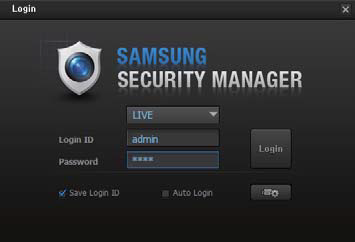 Login
SAMSUNG
SECURITY MANAGER
LIVE
Login ID admin
Password ****
Login
Save Login ID Auto Login